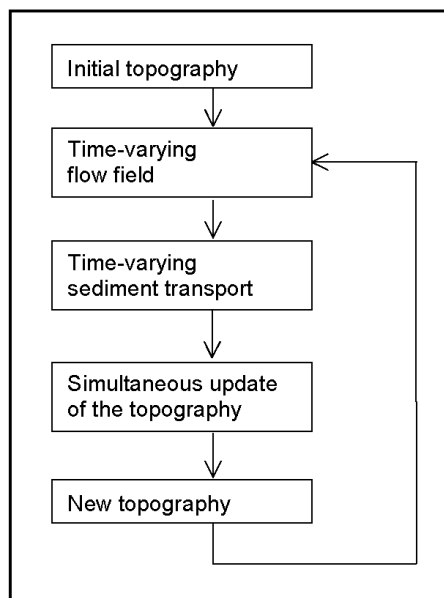 Initial topography
Time-varying
flow field
Time-varying
sediment transport
Simultaneous update
of the topography
New topography